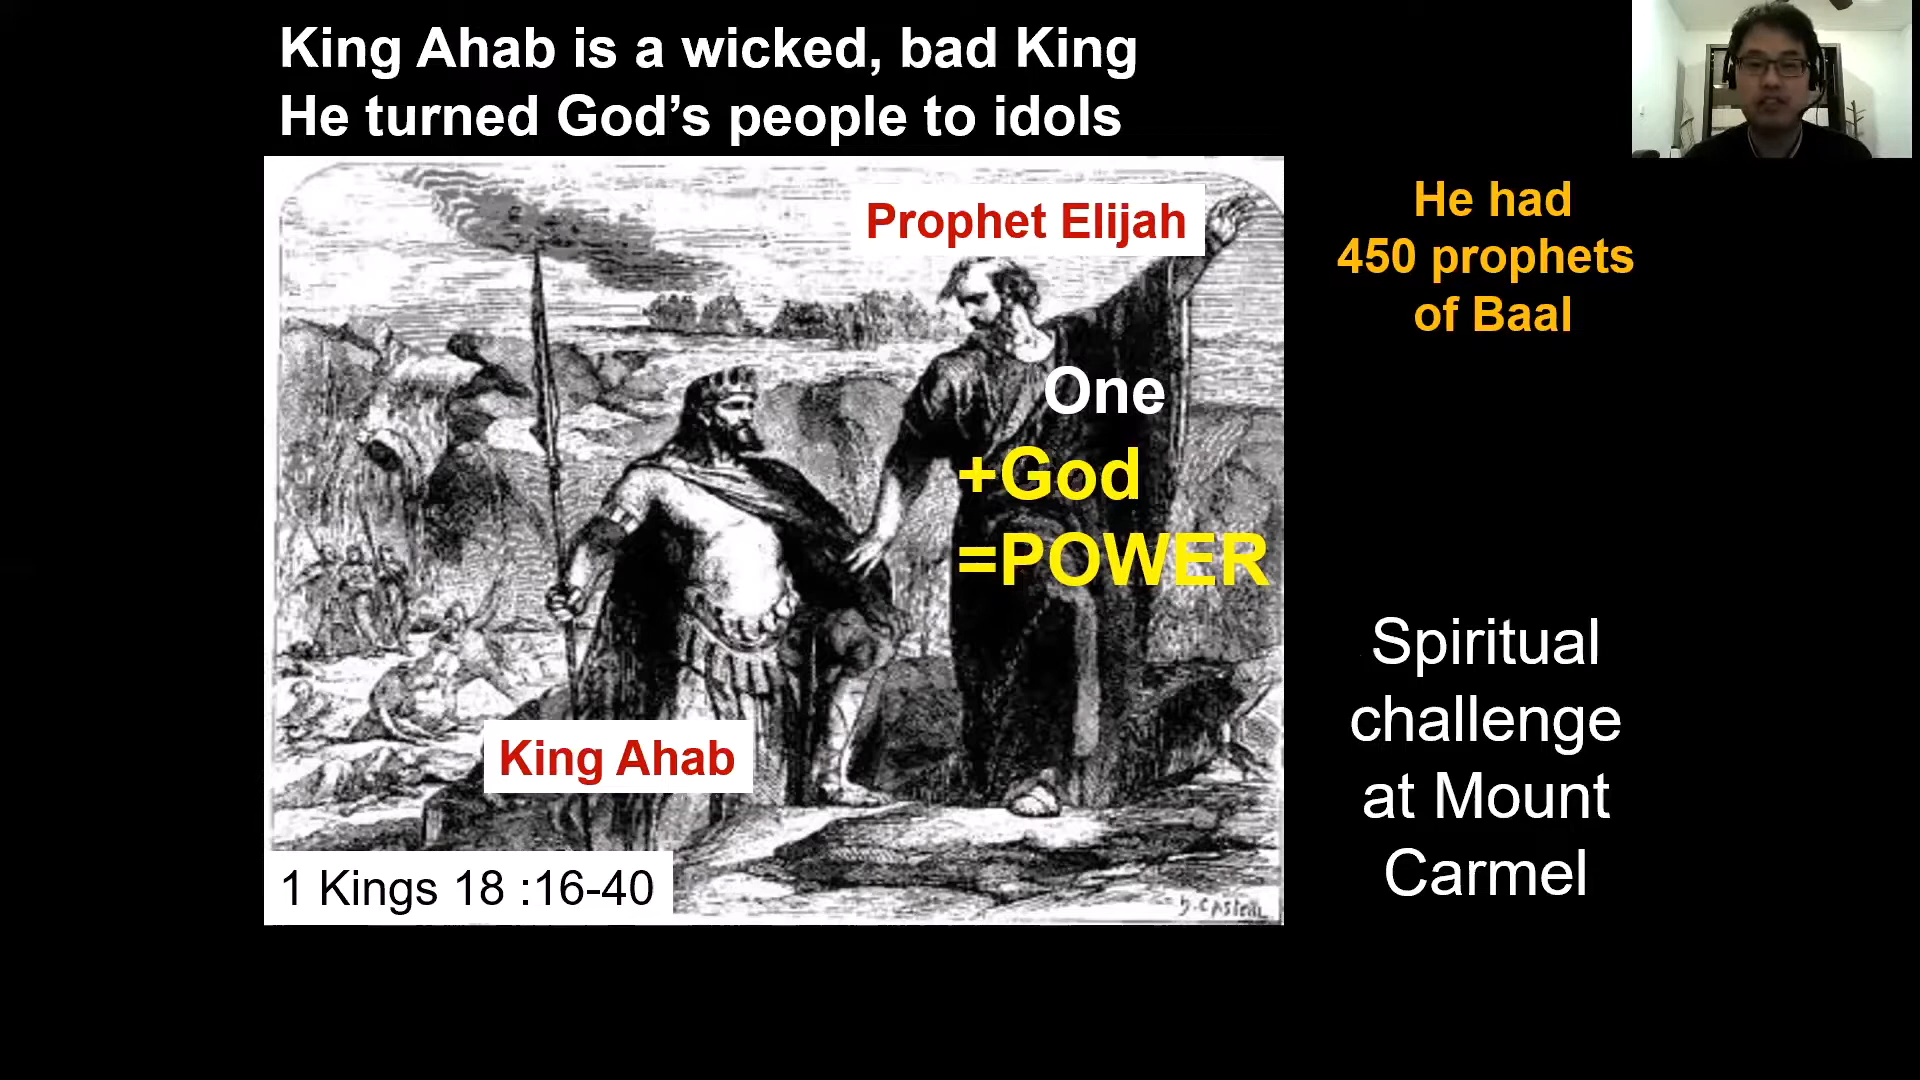 King Ahab is a wicked, bad King
He turned God’s people to idols
Prophet Elijah
He had
450 prophets
of Baal
One
+God
=POWER
Spiritual
challenge
at Mount
Carmel
King Ahab
1 Kings 18 :16-40